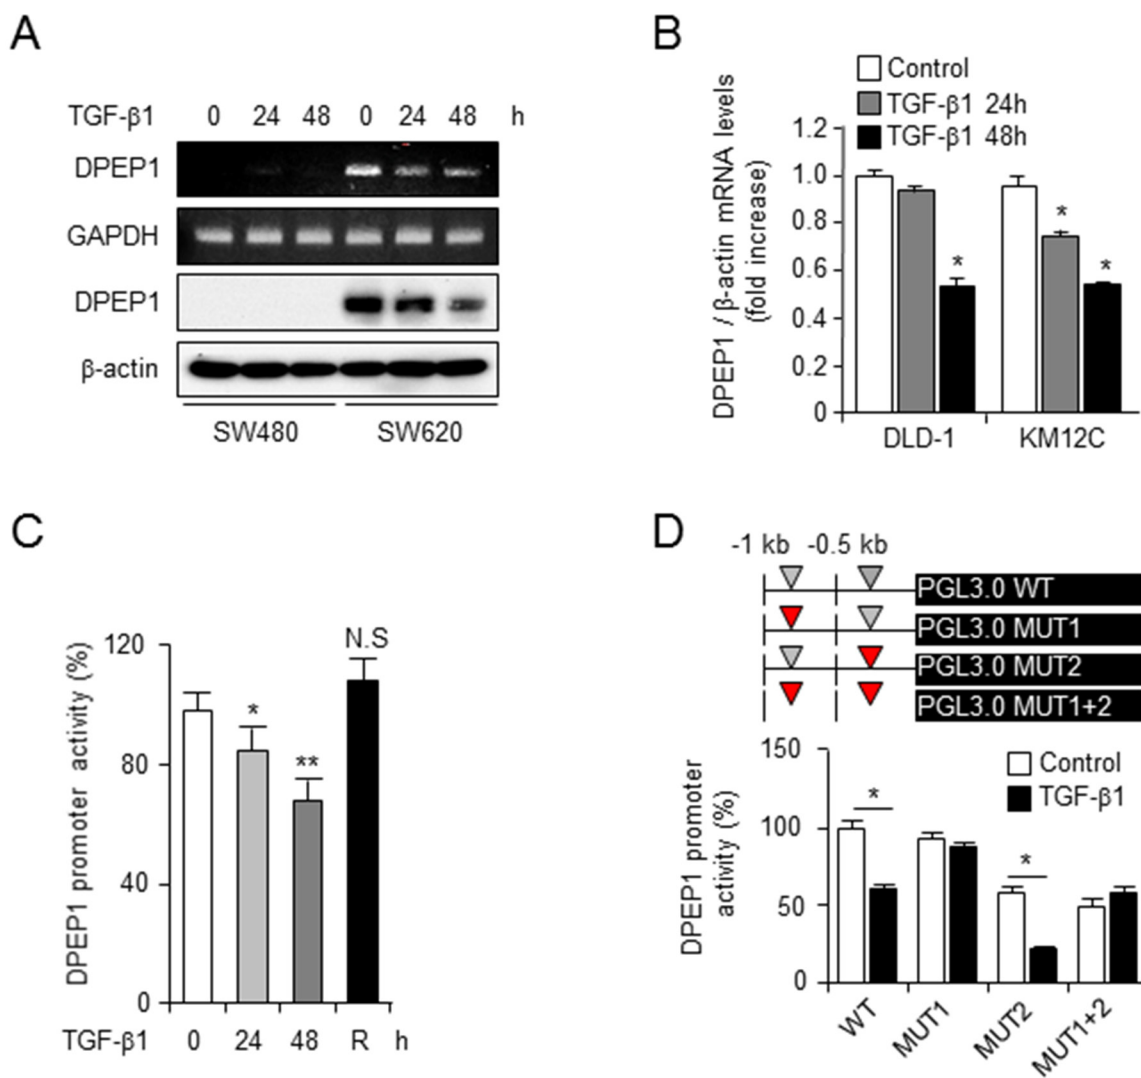 A
TGF-β1 0 24 48 0 24 48 h
DPEP1
GAPDH
DPEP1
β-actin
SW480 SW620
B
Control
TGF-β1 24h
TGF-β1 48h
DPEP1 / β-actin mRNA levels
(fold increase)
1.2
1.0
0.8
0.6
0.4
0.2
0
*
*
*
DLD-1 KM12C
C
DPEP1 promoter activity (%)
120
80
40
0
*
**
N.S
TGF-β1 0 24 48 R h
D
-1 kb -0.5 kb
PGL3.0 WT
PGL3.0 MUT1
PGL3.0 MUT2
PGL3.0 MUT1+2
DPEP1 promoter
activity (%)
150
100
50
0
Control
TGF-β1
*
*
WT MUT1 MUT2 MUT1+2